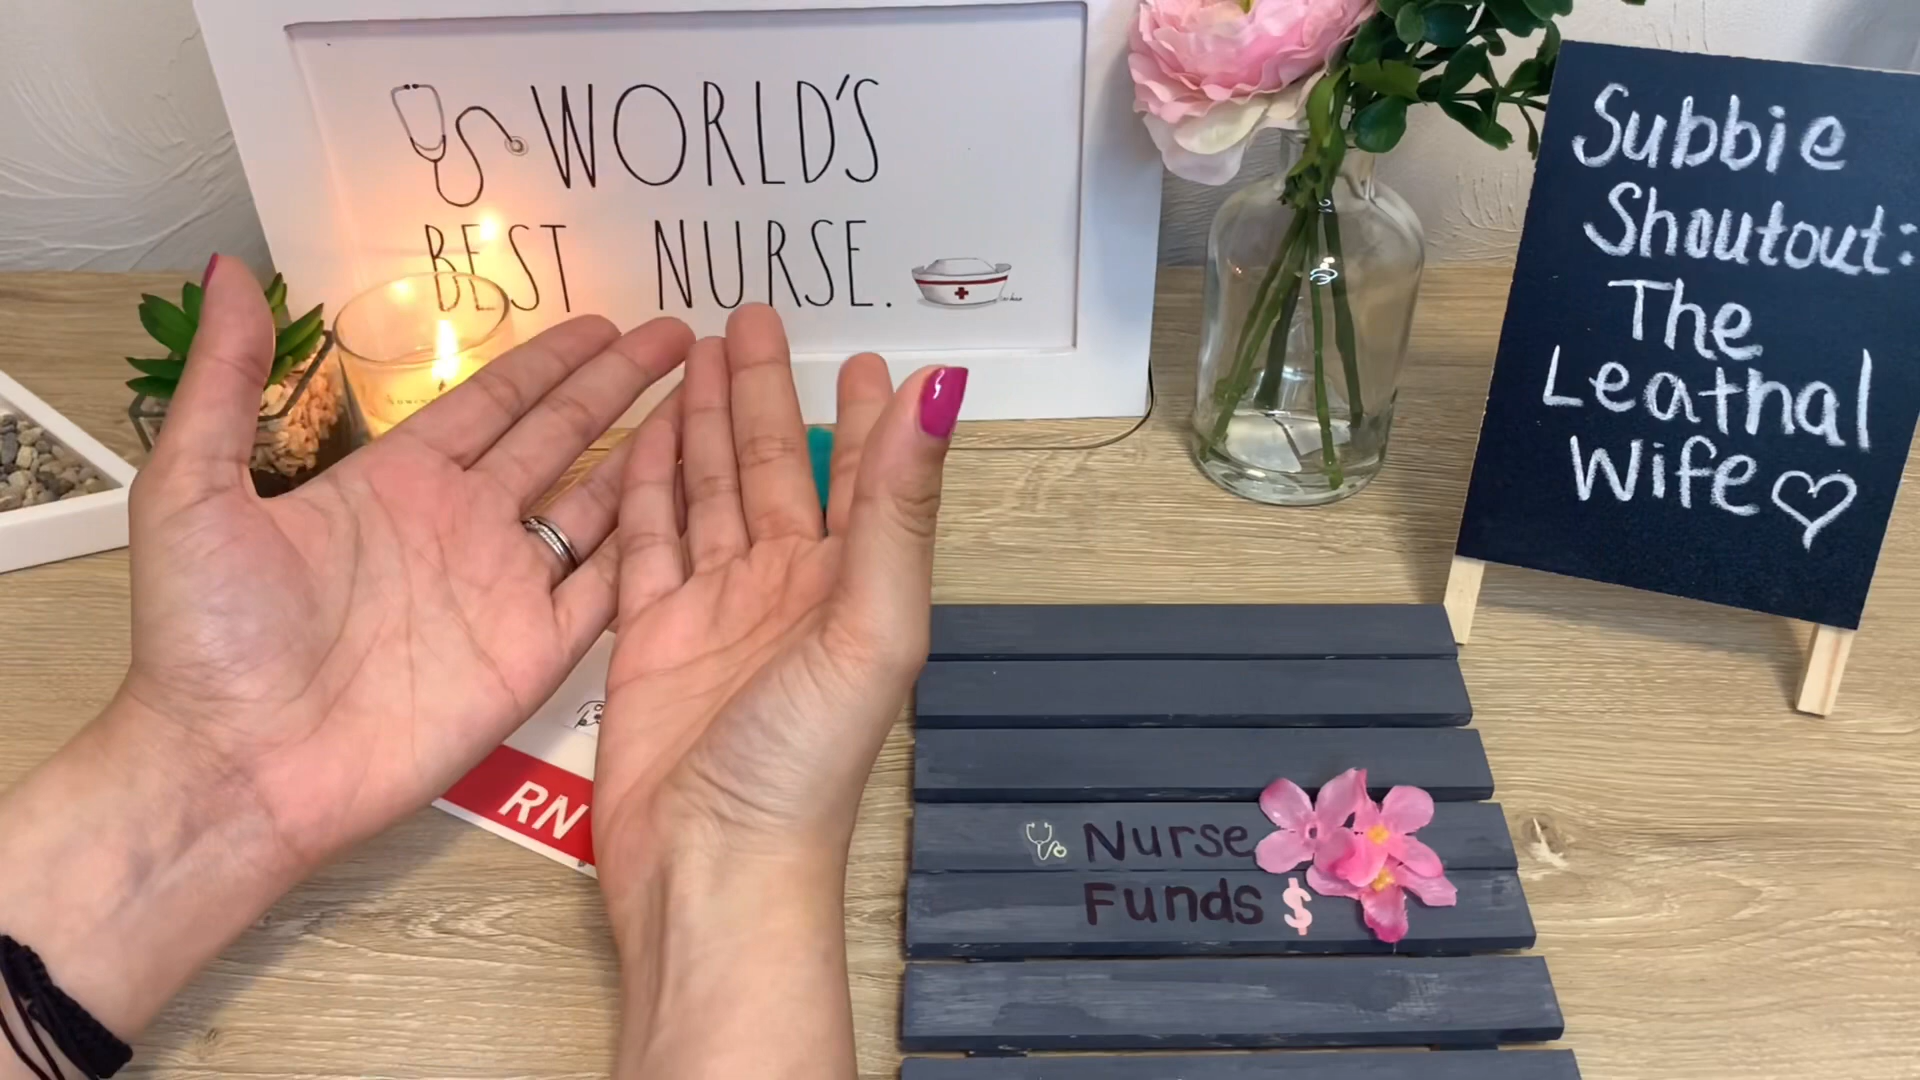 WORLD'S
BEST NURSE.
Subbie
Shoutout:
The
Leathal
Wife
RN
Nurse
Funds $